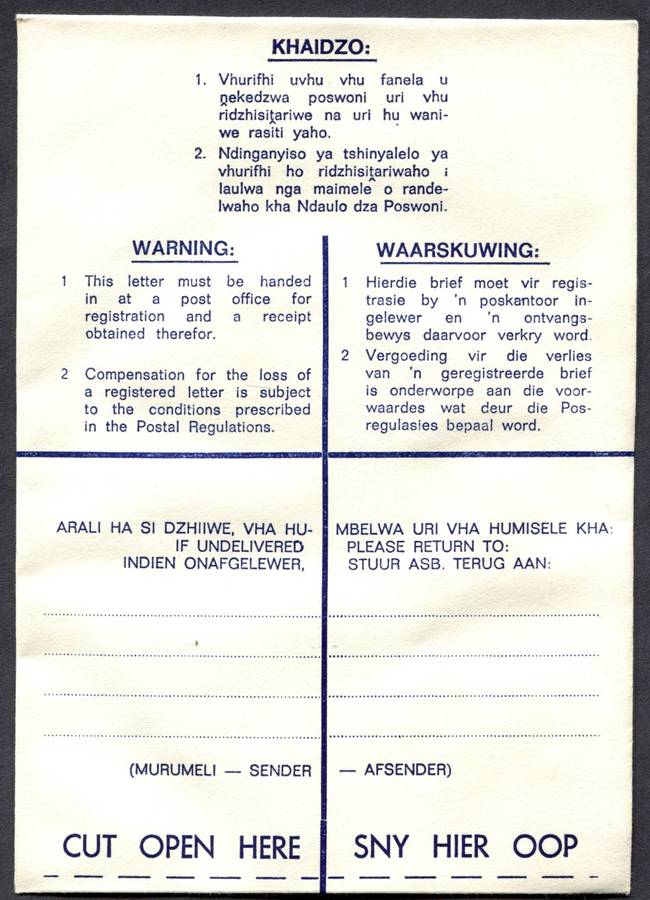 KHAIDZO:
1. Vhurifhi uvhu vhu fanela u
ṋekedzwa poswoni uri vhu
ridzhisiṱariwe na uri hu wani-
we rasiti yaho.
2. Ndinganyiso ya tshinyalelo ya
vhurifhi ho ridzhisiṱariwaho i
laulwa nga maimele o rande-
lwaho kha Ndaulo dza Poswoni.
WARNING:
1 This letter must be handed
in at a post office for
registration and a receipt
obtained therefor.
2 Compensation for the loss of
a registered letter is subject
to the conditions prescribed
in the Postal Regulations.
WAARSKUWING:
1 Hierdie brief moet vir regis-
trasie by 'n poskantoor in-
gelewer en 'n ontvangs-
bewys daarvoor verkry word.
2 Vergoeding vir die verlies
van 'n geregistreerde brief
is onderworpe aan die voor-
waardes wat deur die Pos-
regulasies bepaal word.
ARALI HA SI DZHIIWE, VHA HU- MBELWA URI VHA HUMISELE KHA:
IF UNDELIVERED PLEASE RETURN TO:
INDIEN ONAFGELEWER, STUUR ASB. TERUG AAN:
(MURUMELI — SENDER — AFSENDER)
CUT OPEN HERE SNY HIER OOP